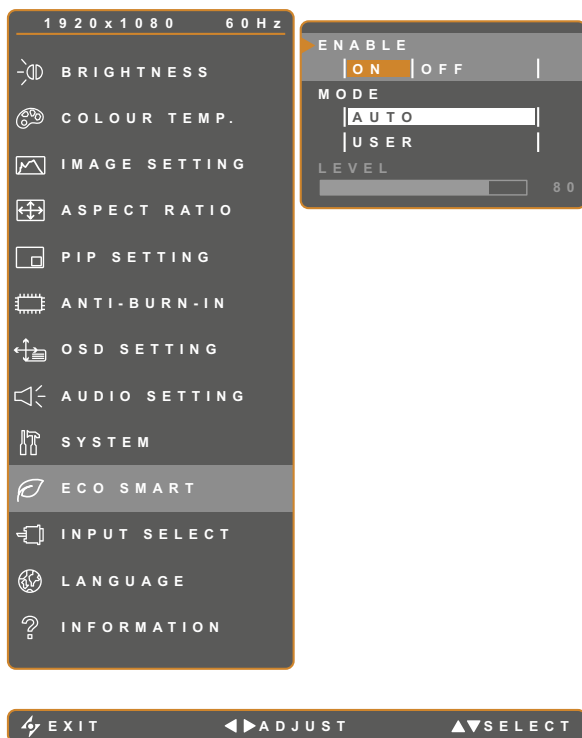 1920x1080 60Hz
BRIGHTNESS
COLOUR TEMP.
IMAGE SETTING
ASPECT RATIO
PIP SETTING
ANTI-BURN-IN
OSD SETTING
AUDIO SETTING
SYSTEM
ECO SMART
INPUT SELECT
LANGUAGE
INFORMATION
ENABLE
ON OFF
MODE
AUTO
USER
LEVEL
80
EXIT ADJUST SELECT